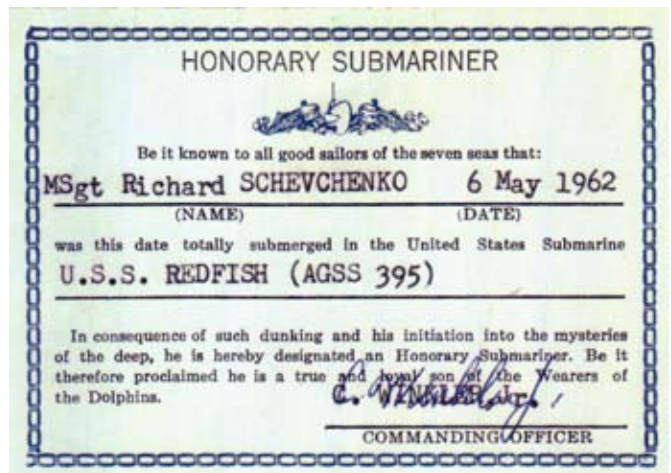 HONORARY SUBMARINER
Be it known to all good sailors of the seven seas that:
MSgt Richard SCHEVCHENKO 6 May 1962
(NAME) (DATE)
was this date totally submerged in the United States Submarine
U.S.S. REDFISH (AGSS 395)
In consequence of such dunking and his initiation into the mysteries
of the deep, he is hereby designated an Honorary Submariner. Be it
therefore proclaimed he is a true and loyal son of the Wearers of
the Dolphins. C. WINKLER, Jr.
COMMANDING OFFICER